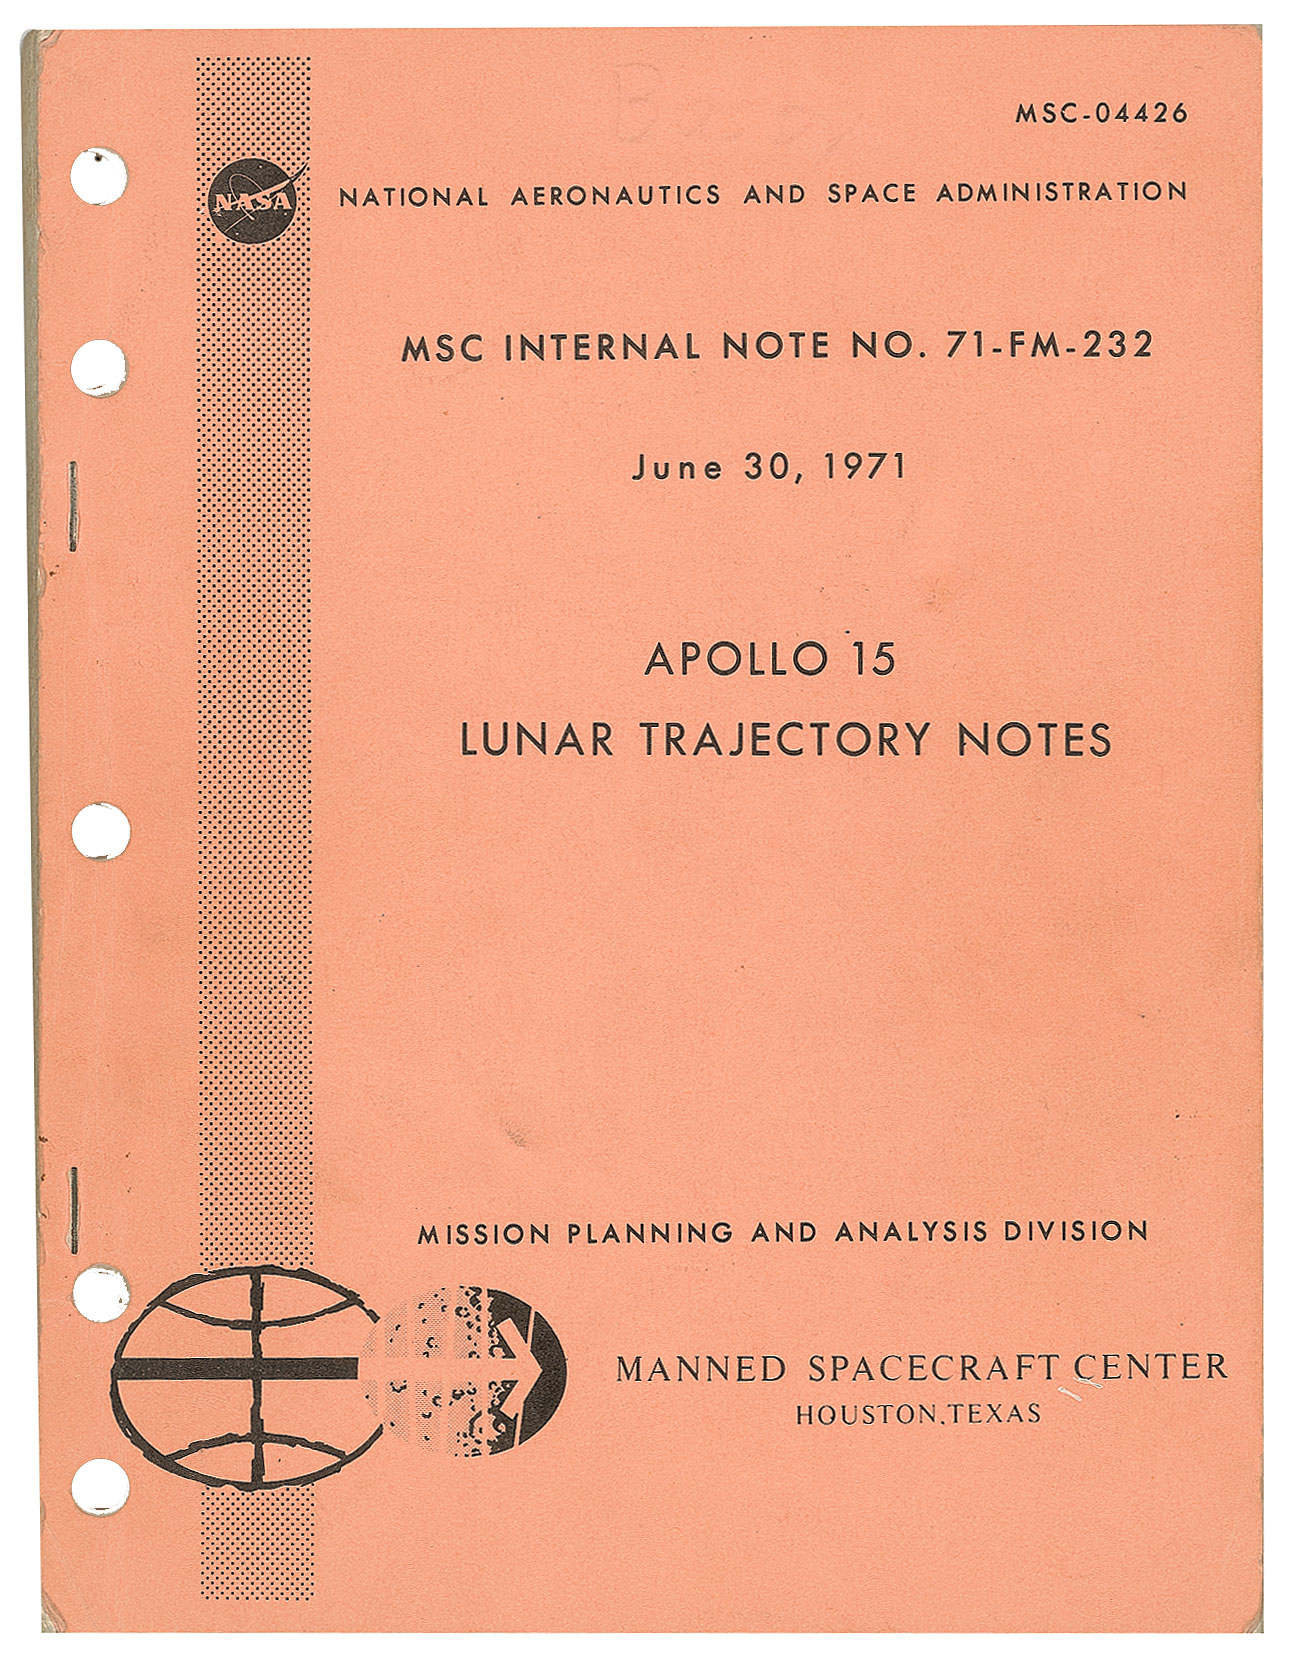 MSC-04426
NASA
NATIONAL AERONAUTICS AND SPACE ADMINISTRATION
MSC INTERNAL NOTE NO. 71-FM-232
June 30, 1971
APOLLO 15
LUNAR TRAJECTORY NOTES
MISSION PLANNING AND ANALYSIS DIVISION
MANNED SPACECRAFT CENTER
HOUSTON, TEXAS